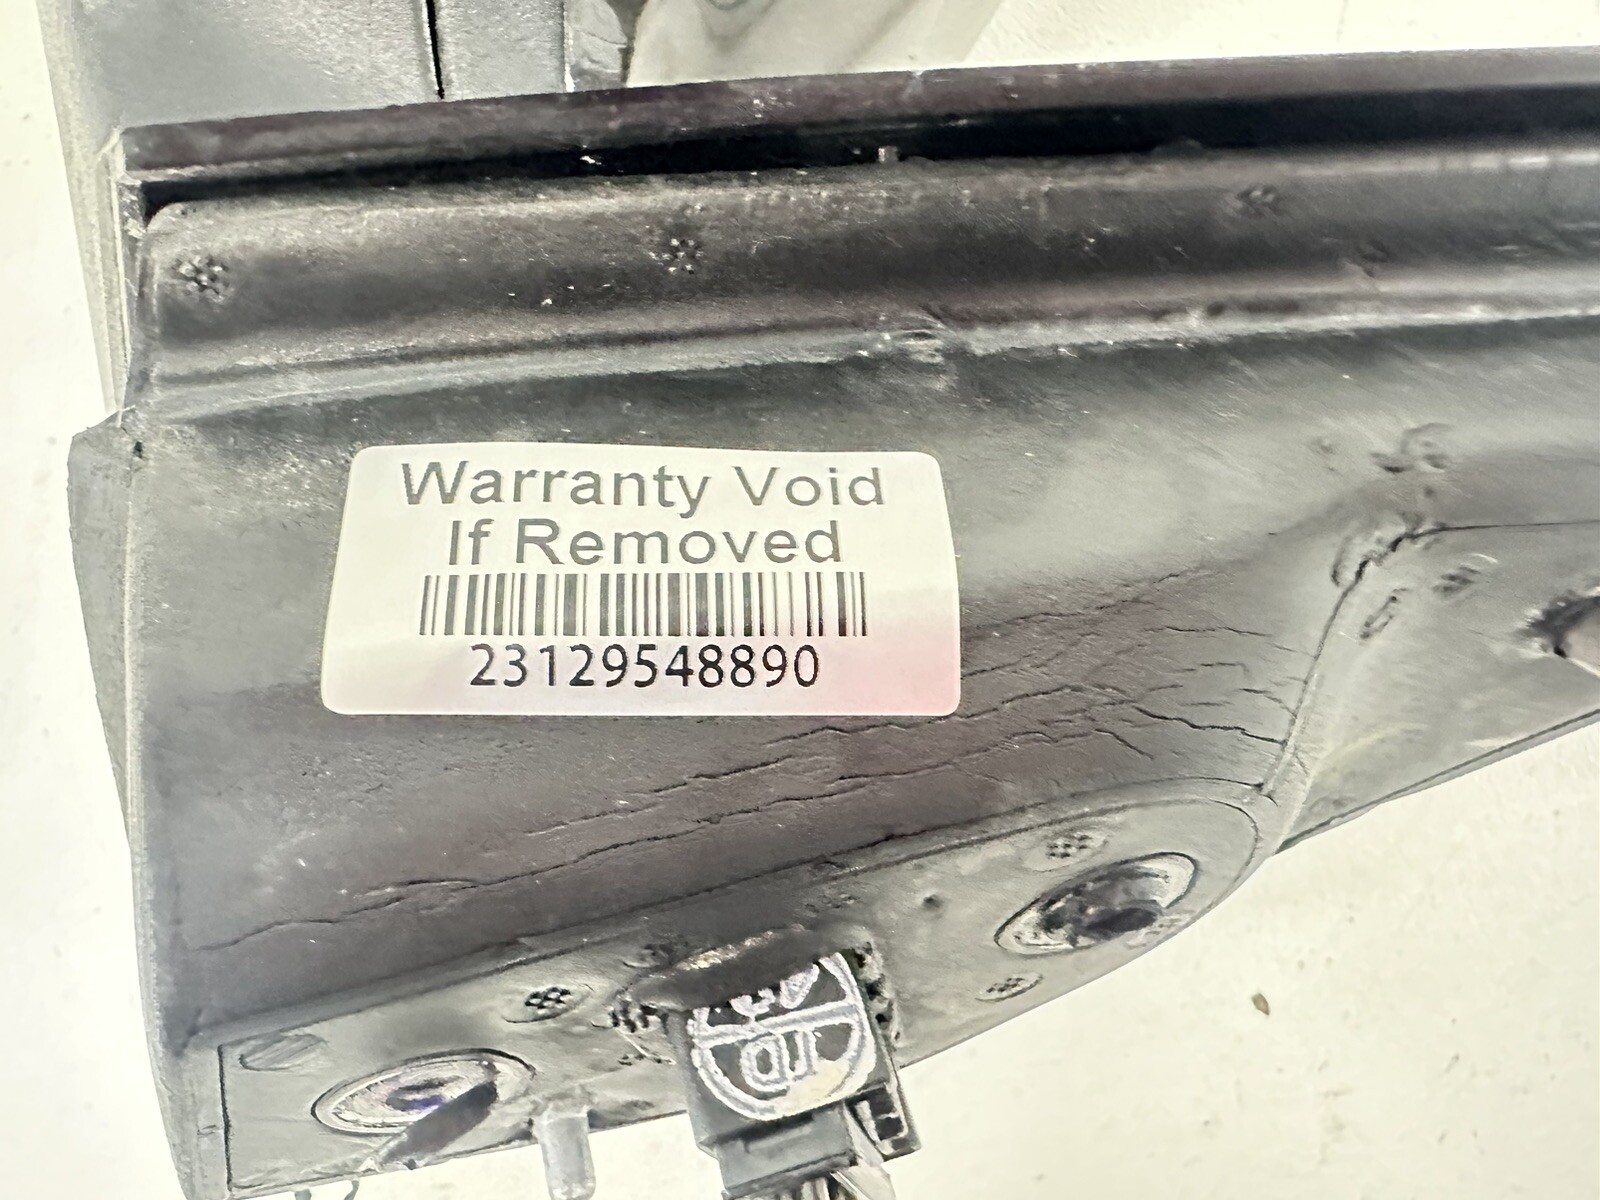 Warranty Void
If Removed
23129548890